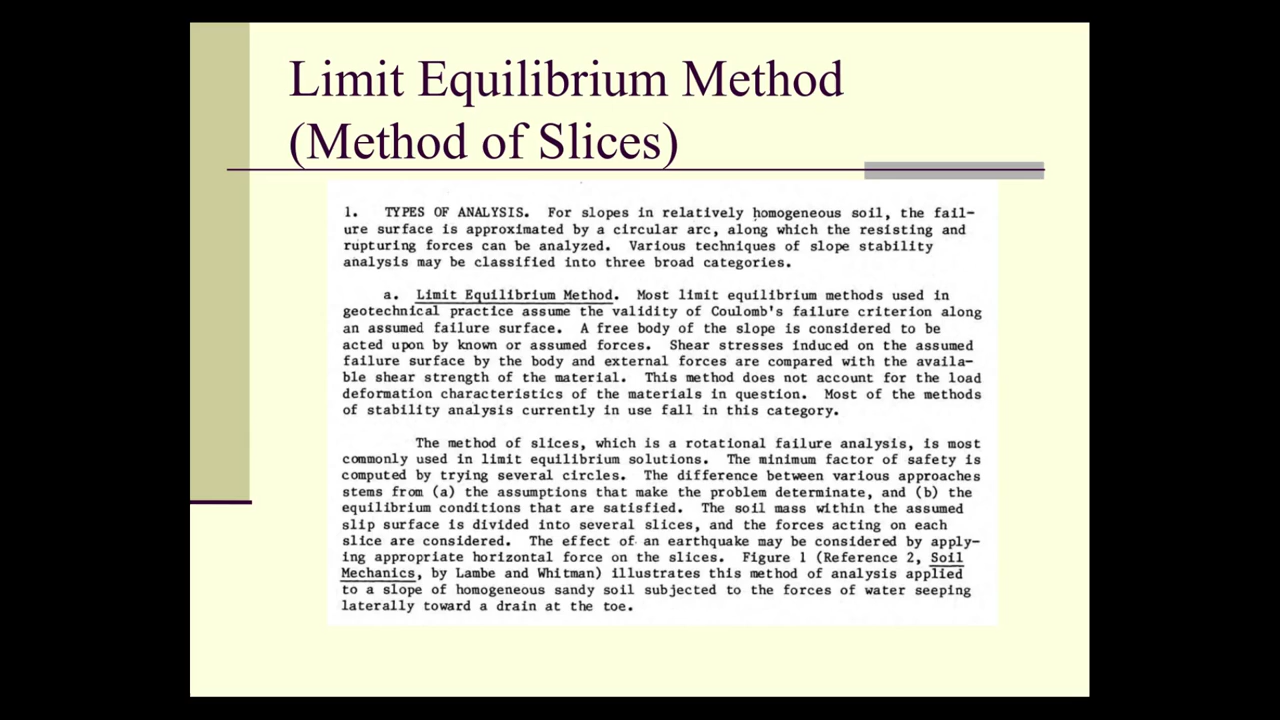 Limit Equilibrium Method
(Method of Slices)
1. TYPES OF ANALYSIS. For slopes in relatively homogeneous soil, the fail-
ure surface is approximated by a circular arc, along which the resisting and
rupturing forces can be analyzed. Various techniques of slope stability
analysis may be classified into three broad categories.
a. Limit Equilibrium Method. Most limit equilibrium methods used in
geotechnical practice assume the validity of Coulomb's failure criterion along
an assumed failure surface. A free body of the slope is considered to be
acted upon by known or assumed forces. Shear stresses induced on the assumed
failure surface by the body and external forces are compared with the availa-
ble shear strength of the material. This method does not account for the load
deformation characteristics of the materials in question. Most of the methods
of stability analysis currently in use fall in this category.
The method of slices, which is a rotational failure analysis, is most
commonly used in limit equilibrium solutions. The minimum factor of safety is
computed by trying several circles. The difference between various approaches
stems from (a) the assumptions that make the problem determinate, and (b) the
equilibrium conditions that are satisfied. The soil mass within the assumed
slip surface is divided into several slices, and the forces acting on each
slice are considered. The effect of an earthquake may be considered by apply-
ing appropriate horizontal force on the slices. Figure 1 (Reference 2, Soil
Mechanics, by Lambe and Whitman) illustrates this method of analysis applied
to a slope of homogeneous sandy soil subjected to the forces of water seeping
laterally toward a drain at the toe.